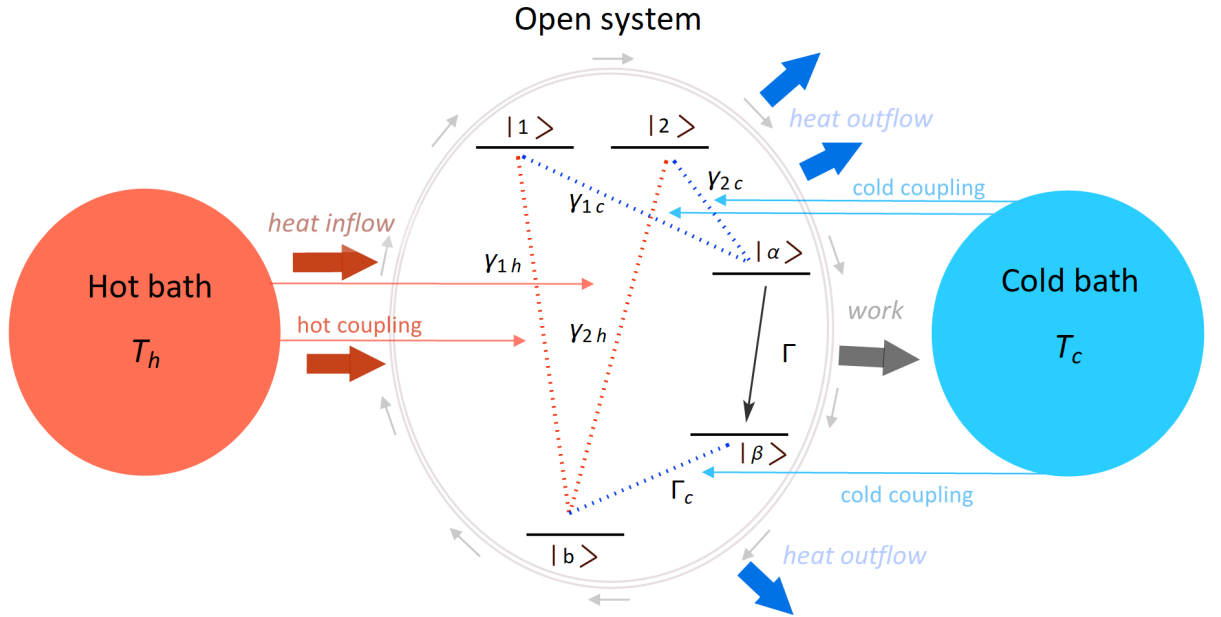 Open system
|1>
|2>
heat outflow
γ1c
γ2c
cold coupling
heat inflow
|α>
Hot bath
Th
γ1h
hot coupling
γ2h
Γ
work
Cold bath
Tc
|β>
Γc
cold coupling
|b>
heat outflow